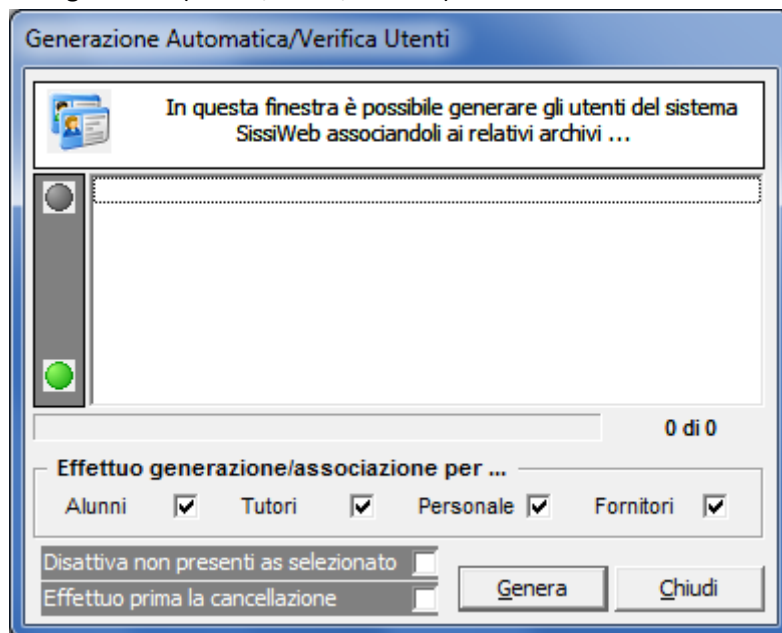 Generazione Automatica/Verifica Utenti
In questa finestra è possibile generare gli utenti del sistema
SissiWeb associandoli ai relativi archivi ...
0 di 0
Effettuo generazione/associazione per ...
Alunni Tutori Personale Fornitori
Disattiva non presenti as selezionato
Effettuo prima la cancellazione
Genera Chiudi